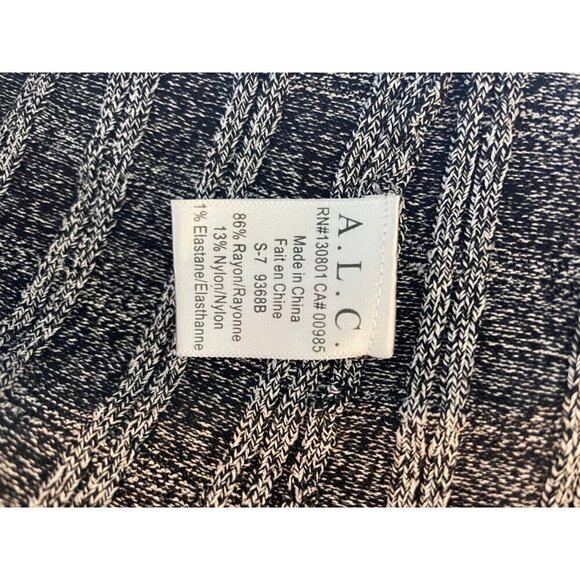 A. L. C.
RN#130801 CA# 00985
Made in China
Fait en Chine
S-7 9368B
86% Rayon/Rayonne
13% Nylon/Nylon
1% Elastane/Elasthanne